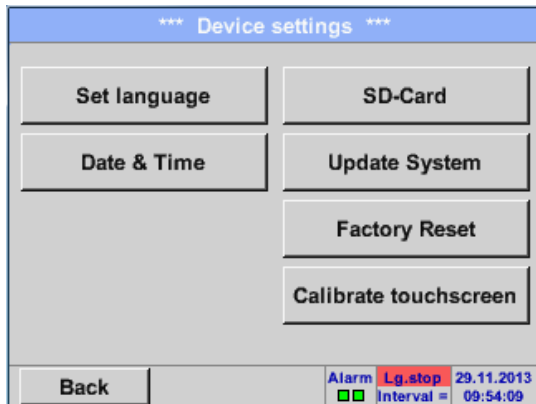 *** Device settings ***
Set language
SD-Card
Date & Time
Update System
Factory Reset
Calibrate touchscreen
Back
Alarm Lg.stop 29.11.2013
Interval = 09:54:09